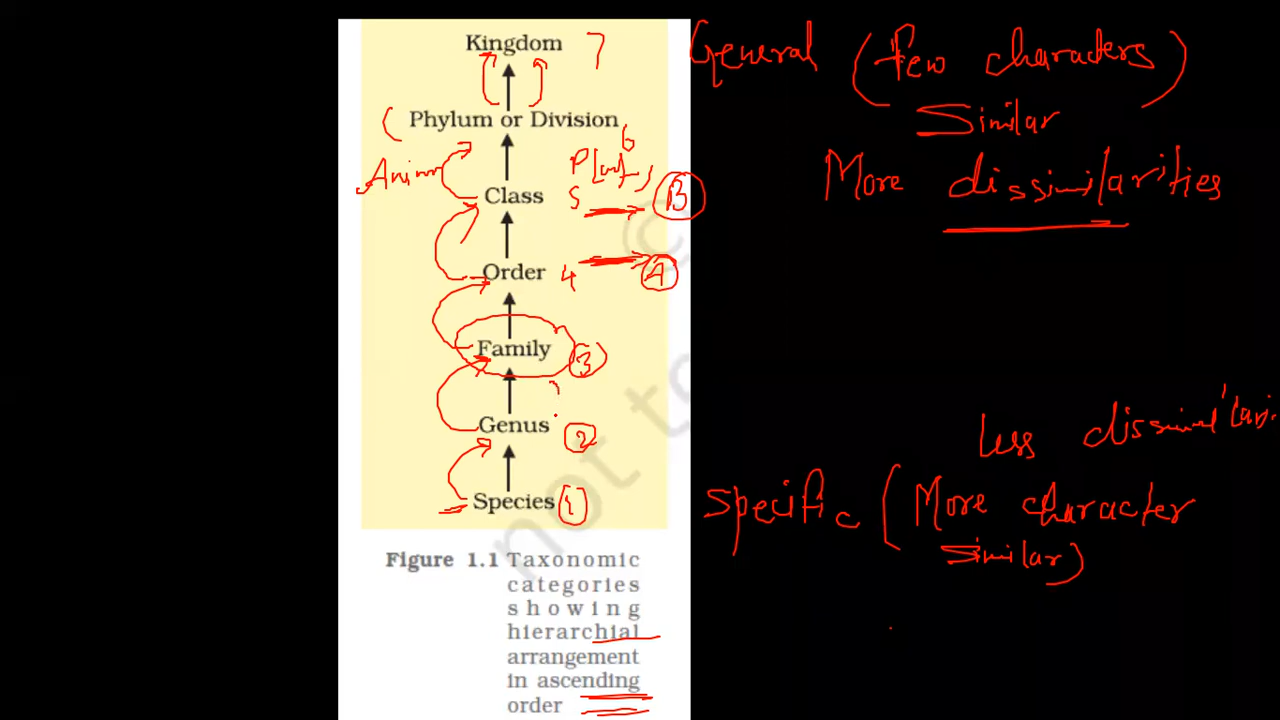 Kingdom 7 General (Few characters)
Similar
(Phylum or Division
6
Anim Plant) More dissimilarities
Class 5 B
Order 4 A
Family 3
Genus 2 Less dissimilari
Species 1 Specific (More character
Similar)
Figure 1.1 Taxonomic
categories
showing
hierarchial
arrangement
in ascending
order
not to
©